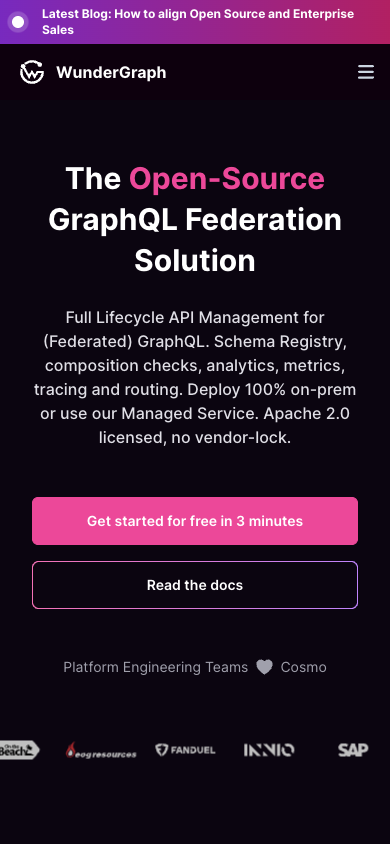 Latest Blog: How to align Open Source and Enterprise
Sales
WunderGraph
The Open-Source
GraphQL Federation
Solution
Full Lifecycle API Management for
(Federated) GraphQL. Schema Registry,
composition checks, analytics, metrics,
tracing and routing. Deploy 100% on-prem
or use our Managed Service. Apache 2.0
licensed, no vendor-lock.
Get started for free in 3 minutes
Read the docs
Platform Engineering Teams Cosmo
On the
Beach eog resources FANDUEL INNIO SAP